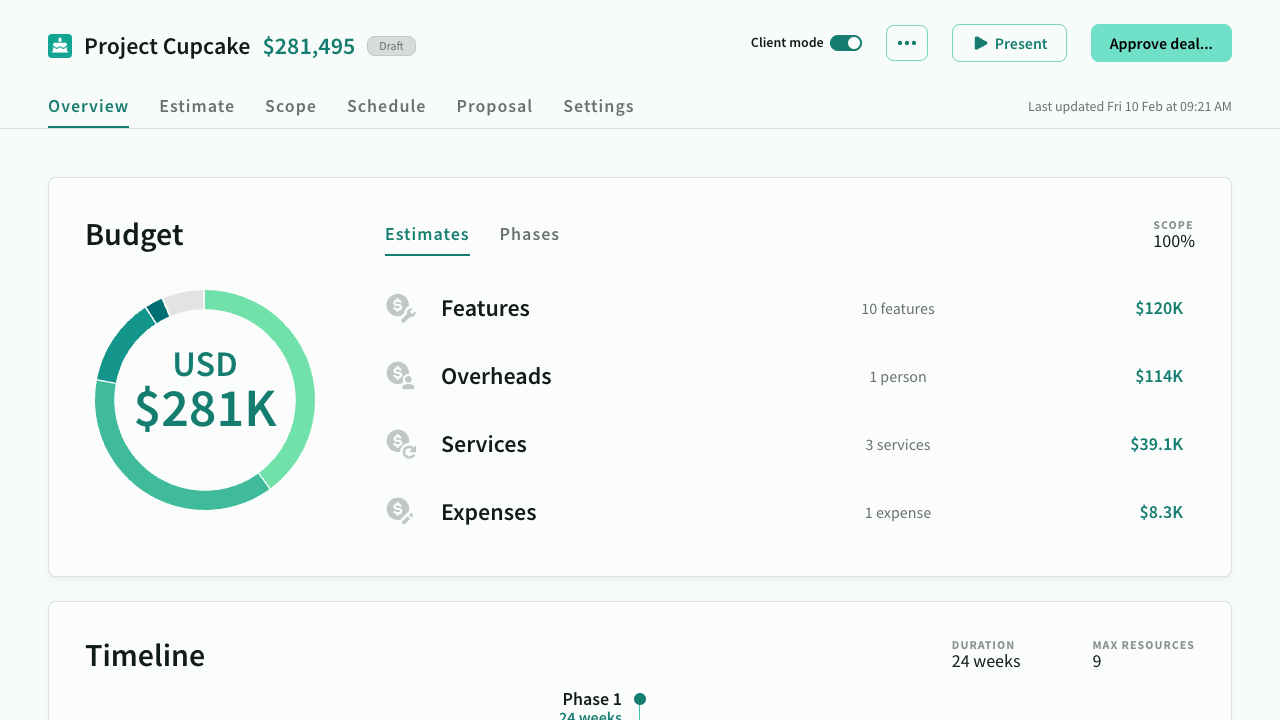 Project Cupcake $281,495 Draft
Client mode
Present
Approve deal...
Overview Estimate Scope Schedule Proposal Settings
Last updated Fri 10 Feb at 09:21 AM
Budget
USD
$281K
Estimates Phases
SCOPE
100%
Features 10 features $120K
Overheads 1 person $114K
Services 3 services $39.1K
Expenses 1 expense $8.3K
Timeline
DURATION
24 weeks
MAX RESOURCES
9
Phase 1
24 weeks